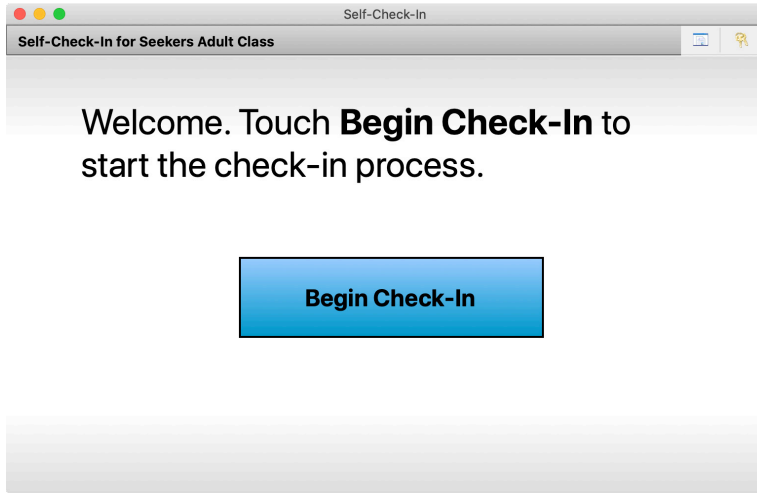 Self-Check-In
Self-Check-In for Seekers Adult Class
Welcome. Touch Begin Check-In to
start the check-in process.
Begin Check-In